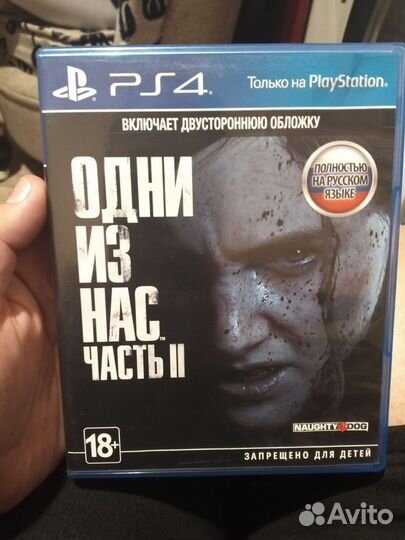 PS4
Только на PlayStation®
ВКЛЮЧАЕТ ДВУСТОРОННЮЮ ОБЛОЖКУ
ПОЛНОСТЬЮ
НА РУССКОМ
ЯЗЫКЕ
ОДНИ
ИЗ
НАС™
ЧАСТЬ II
NAUGHTY DOG
18+
ЗАПРЕЩЕНО ДЛЯ ДЕТЕЙ
Avito